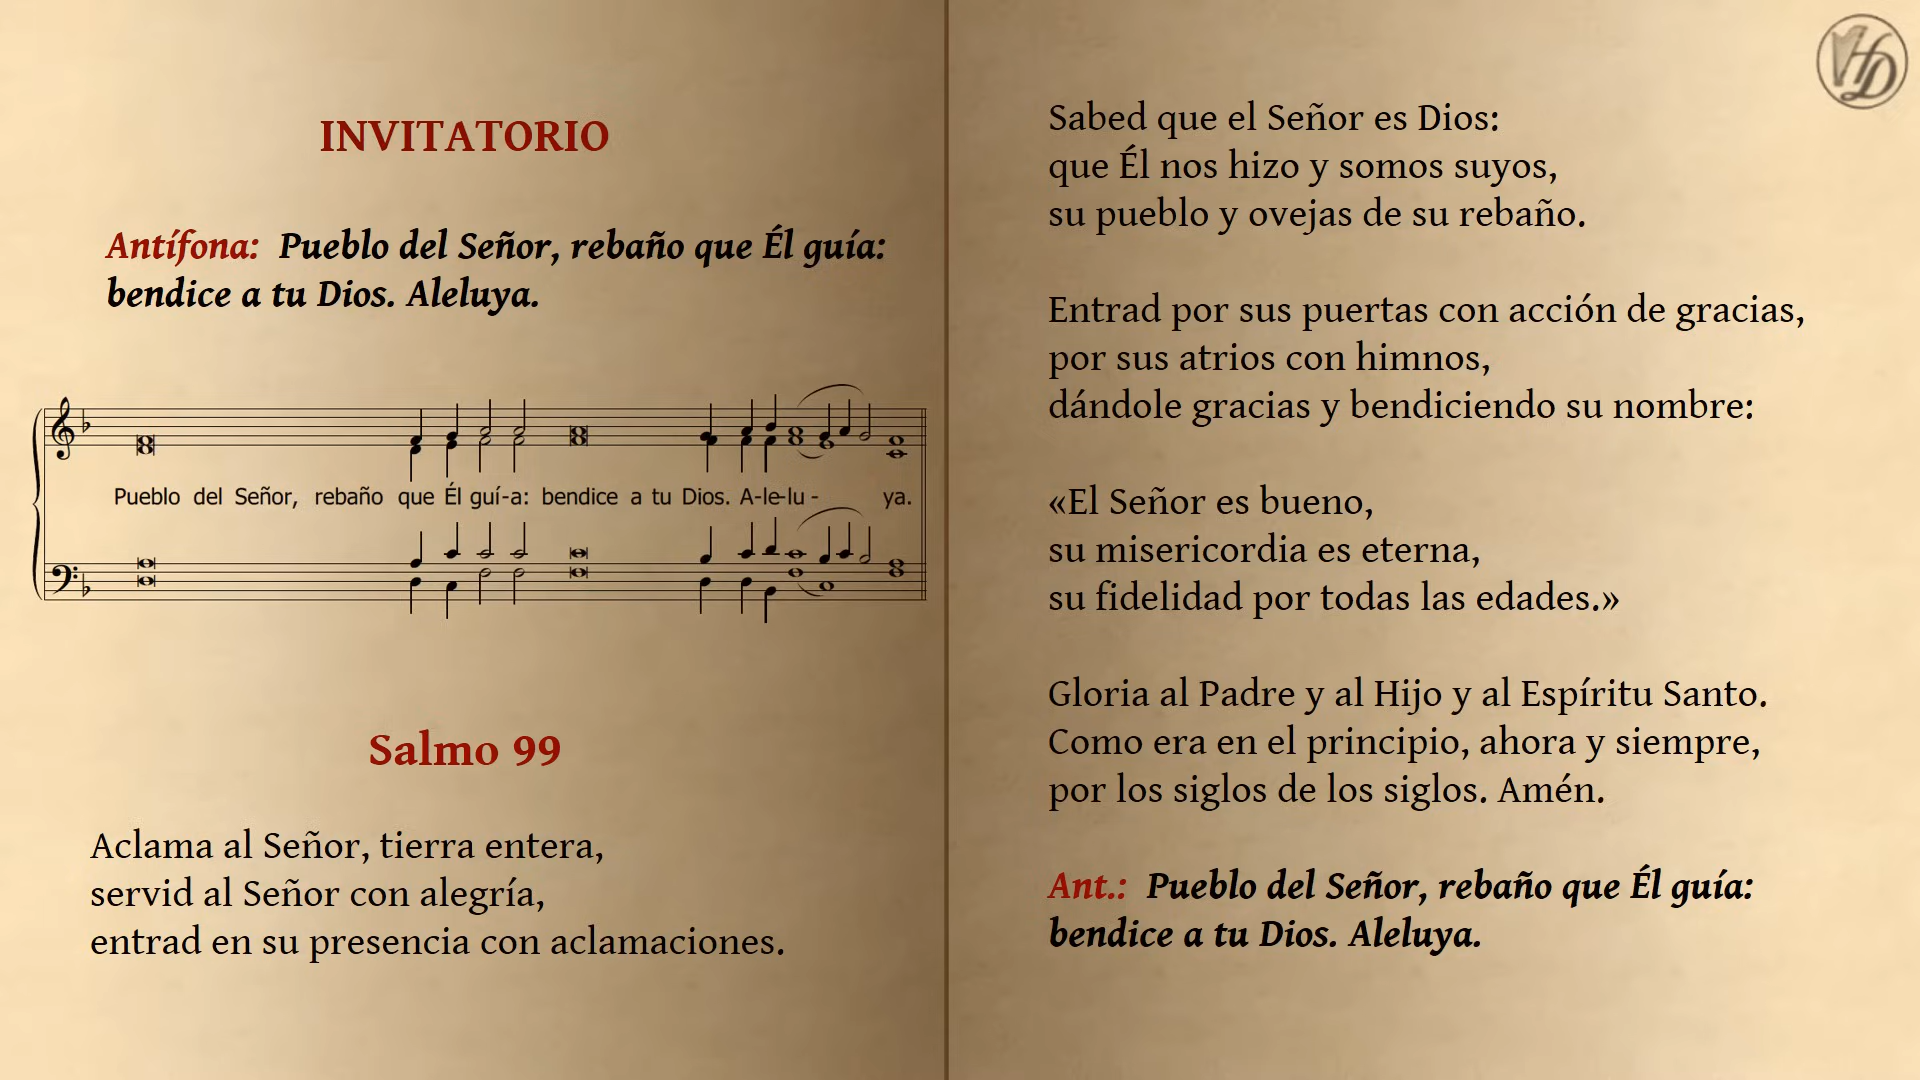 INVITATORIO
Antífona: Pueblo del Señor, rebaño que Él guía:
bendice a tu Dios. Aleluya.
Pueblo del Señor, rebaño que Él guí-a: bendice a tu Dios. A-le-lu - ya.
Salmo 99
Aclama al Señor, tierra entera,
servid al Señor con alegría,
entrad en su presencia con aclamaciones.
HD
Sabed que el Señor es Dios:
que Él nos hizo y somos suyos,
su pueblo y ovejas de su rebaño.
Entrad por sus puertas con acción de gracias,
por sus atrios con himnos,
dándole gracias y bendiciendo su nombre:
«El Señor es bueno,
su misericordia es eterna,
su fidelidad por todas las edades.»
Gloria al Padre y al Hijo y al Espíritu Santo.
Como era en el principio, ahora y siempre,
por los siglos de los siglos. Amén.
Ant.: Pueblo del Señor, rebaño que Él guía:
bendice a tu Dios. Aleluya.